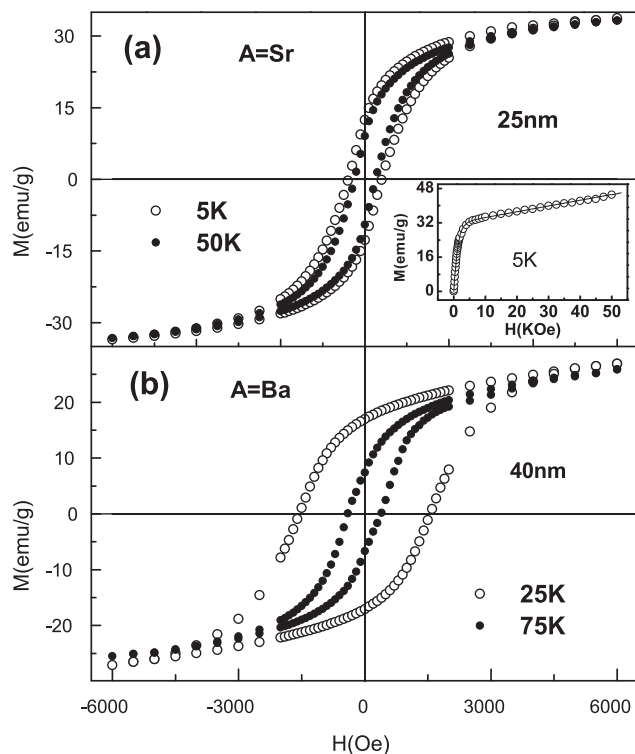 (a)
A=Sr
25nm
M(emu/g)
30
15
0
-15
-30
5K
50K
M(emu/g)
48
32
16
0
5K
0 10 20 30 40 50
H(KOe)
(b)
A=Ba
40nm
M(emu/g)
20
10
0
-10
-20
25K
75K
-6000 -3000 0 3000 6000
H(Oe)